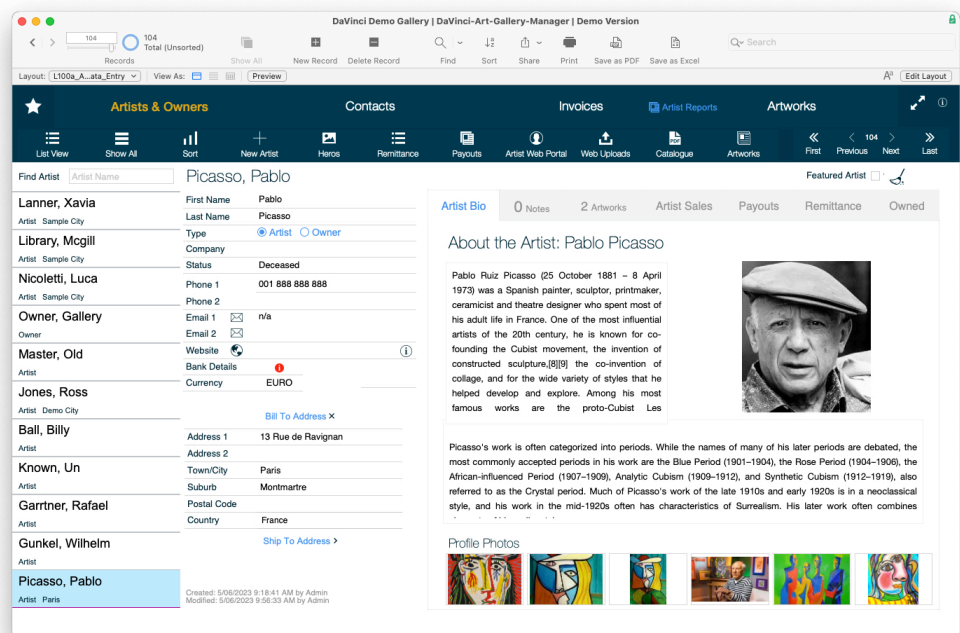 DaVinci Demo Gallery | DaVinci-Art-Gallery-Manager | Demo Version
104
104
Total (Unsorted)
Records
Show All
New Record
Delete Record
Find
Sort
Share
Print
Save as PDF
Save as Excel
Search
Layout: L100a_A...ata_Entry
View As:
Preview
Aª
Edit Layout
Artists & Owners
Contacts
Invoices
Artist Reports
Artworks
List View
Show All
Sort
New Artist
Heros
Remittance
Payouts
Artist Web Portal
Web Uploads
PDF
Catalogue
Artworks
First
Previous
104
Next
Last
Find Artist
Artist Name
Lanner, Xavia
Artist Sample City
Library, Mcgill
Artist Sample City
Nicoletti, Luca
Artist Sample City
Owner, Gallery
Owner
Master, Old
Artist
Jones, Ross
Artist Demo City
Ball, Billy
Artist
Known, Un
Artist
Garrtner, Rafael
Artist
Gunkel, Wilhelm
Artist
Picasso, Pablo
Artist Paris
Picasso, Pablo
First Name Pablo
Last Name Picasso
Type Artist Owner
Company
Status Deceased
Phone 1 001 888 888 888
Phone 2
Email 1 n/a
Email 2
Website
Bank Details
Currency EURO
Bill To Address ×
Address 1 13 Rue de Ravignan
Address 2
Town/City Paris
Suburb Montmartre
Postal Code
Country France
Ship To Address >
Created: 5/06/2023 9:18:41 AM by Admin
Modified: 5/06/2023 9:56:33 AM by Admin
Featured Artist
Artist Bio
0 Notes
2 Artworks
Artist Sales
Payouts
Remittance
Owned
About the Artist: Pablo Picasso
Pablo Ruiz Picasso (25 October 1881 – 8 April
1973) was a Spanish painter, sculptor, printmaker,
ceramicist and theatre designer who spent most of
his adult life in France. One of the most influential
artists of the 20th century, he is known for co-
founding the Cubist movement, the invention of
constructed sculpture,[8][9] the co-invention of
collage, and for the wide variety of styles that he
helped develop and explore. Among his most
famous works are the proto-Cubist Les
Picasso's work is often categorized into periods. While the names of many of his later periods are debated, the
most commonly accepted periods in his work are the Blue Period (1901–1904), the Rose Period (1904–1906), the
African-influenced Period (1907–1909), Analytic Cubism (1909–1912), and Synthetic Cubism (1912–1919), also
referred to as the Crystal period. Much of Picasso's work of the late 1910s and early 1920s is in a neoclassical
style, and his work in the mid-1920s often has characteristics of Surrealism. His later work often combines
Profile Photos